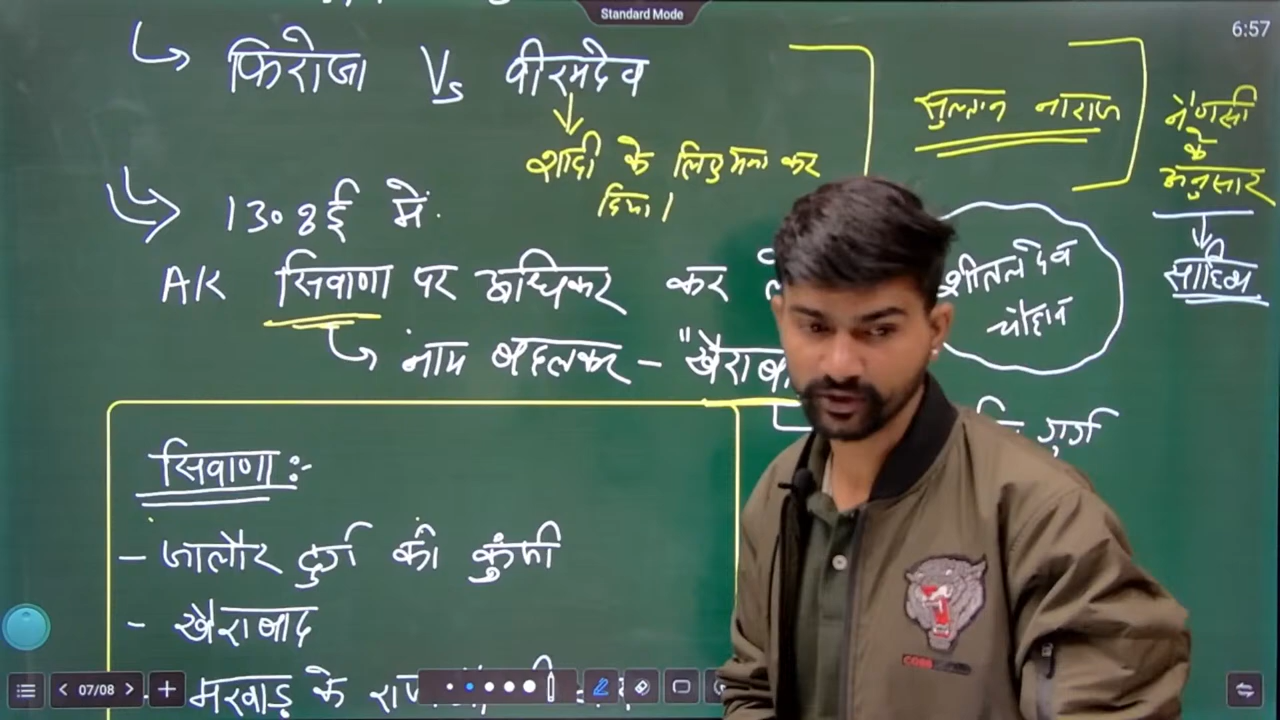 Standard Mode
6:57
फिरोजा Vs वीरमदेव
शादी के लिए मना कर
दिया।
सुल्तान नाराज
नैणसी
के
अनुसार
साहित्य
1308ई में.
AK सिवाणा पर अधिकार कर
शीतलदेव
चौहान
नाम बदलकर - "खैराबा
दुर्ग
सिवाणा :-
- जालौर दुर्ग की कुंजी
- खैराबाद
- मारवाड़ के
07/08